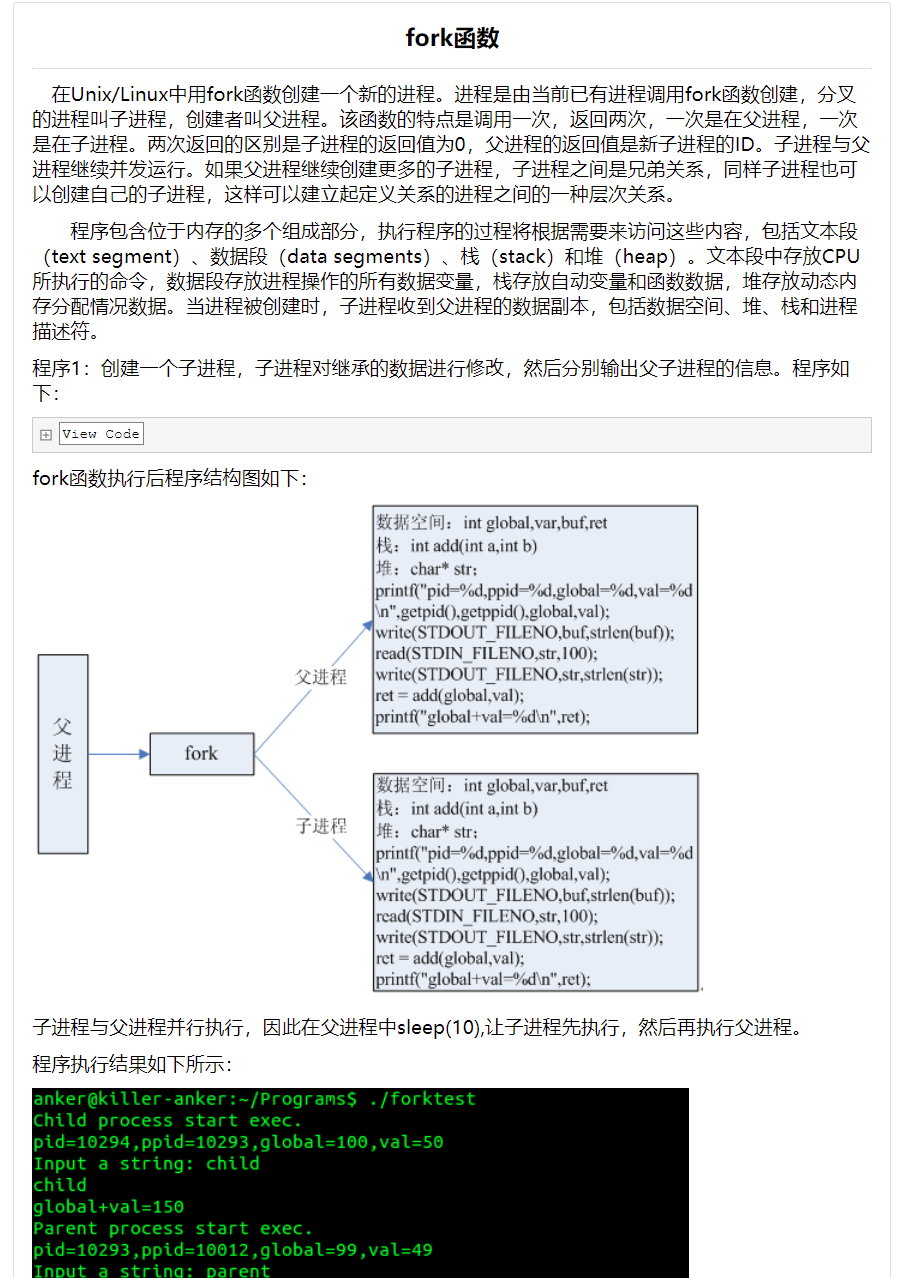 fork函数
在Unix/Linux中用fork函数创建一个新的进程。进程是由当前已有进程调用fork函数创建，分叉
的进程叫子进程，创建者叫父进程。该函数的特点是调用一次，返回两次，一次是在父进程，一次
是在子进程。两次返回的区别是子进程的返回值为0，父进程的返回值是新子进程的ID。子进程与父
进程继续并发运行。如果父进程继续创建更多的子进程，子进程之间是兄弟关系，同样子进程也可
以创建自己的子进程，这样可以建立起定义关系的进程之间的一种层次关系。
程序包含位于内存的多个组成部分，执行程序的过程将根据需要来访问这些内容，包括文本段
（text segment）、数据段（data segments）、栈（stack）和堆（heap）。文本段中存放CPU
所执行的命令，数据段存放进程操作的所有数据变量，栈存放自动变量和函数数据，堆存放动态内
存分配情况数据。当进程被创建时，子进程收到父进程的数据副本，包括数据空间、堆、栈和进程
描述符。
程序1：创建一个子进程，子进程对继承的数据进行修改，然后分别输出父子进程的信息。程序如
下：
View Code
fork函数执行后程序结构图如下：
数据空间：int global,var,buf,ret
栈：int add(int a,int b)
堆：char* str;
printf("pid=%d,ppid=%d,global=%d,val=%d
\n",getpid(),getppid(),global,val);
write(STDOUT_FILENO,buf,strlen(buf));
read(STDIN_FILENO,str,100);
write(STDOUT_FILENO,str,strlen(str));
ret = add(global,val);
printf("global+val=%d\n",ret);
父进程
父
进
程
fork
子进程
数据空间：int global,var,buf,ret
栈：int add(int a,int b)
堆：char* str;
printf("pid=%d,ppid=%d,global=%d,val=%d
\n",getpid(),getppid(),global,val);
write(STDOUT_FILENO,buf,strlen(buf));
read(STDIN_FILENO,str,100);
write(STDOUT_FILENO,str,strlen(str));
ret = add(global,val);
printf("global+val=%d\n",ret);
子进程与父进程并行执行，因此在父进程中sleep(10),让子进程先执行，然后再执行父进程。
程序执行结果如下所示：
anker@killer-anker:~/Programs$ ./forktest
Child process start exec.
pid=10294,ppid=10293,global=100,val=50
Input a string: child
child
global+val=150
Parent process start exec.
pid=10293,ppid=10012,global=99,val=49
Input a string: parent